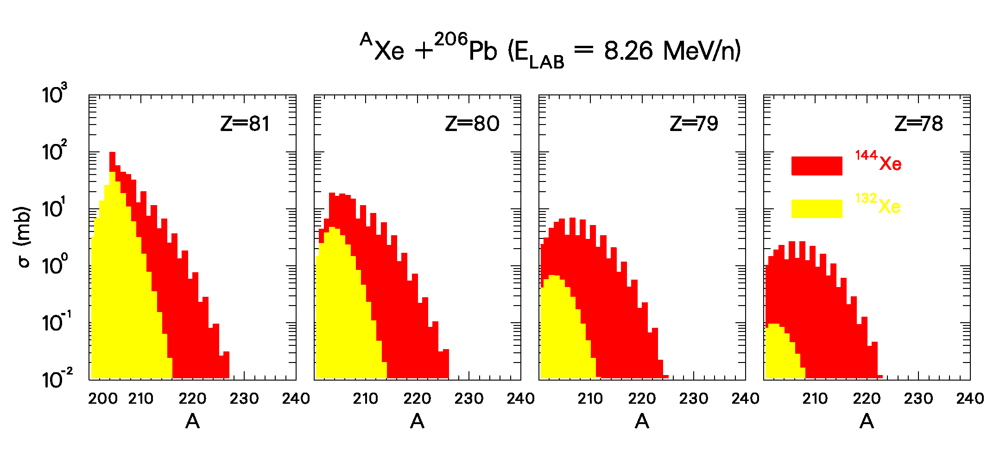 ᴬXe +²⁰⁶Pb (E_LAB = 8.26 MeV/n)
Z=81 Z=80 Z=79 Z=78
¹⁴⁴Xe
¹³²Xe
σ (mb)
10³
10²
10¹
10⁰
10⁻¹
10⁻²
200 210 220 230 240 210 220 230 240 210 220 230 240 210 220 230 240
A A A A